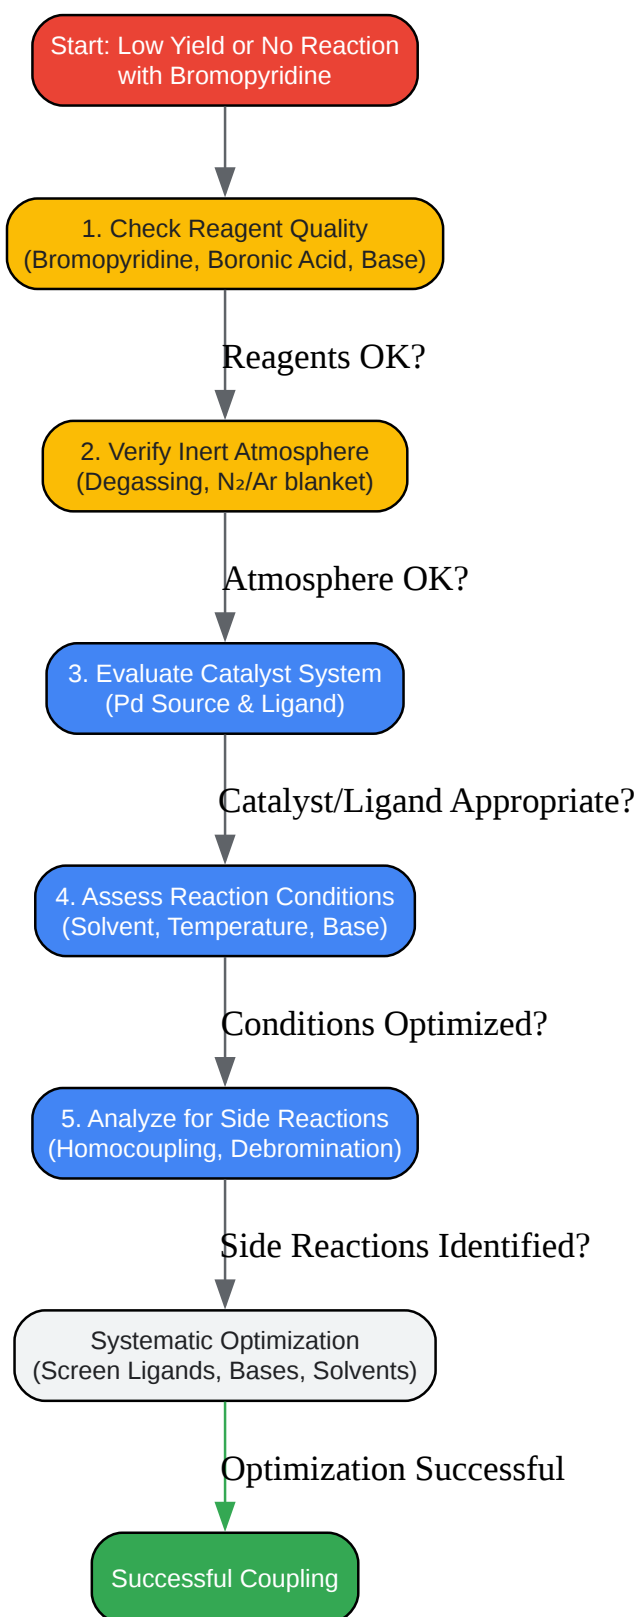 Start: Low Yield or No Reaction
with Bromopyridine
1. Check Reagent Quality
(Bromopyridine, Boronic Acid, Base)
Reagents OK?
2. Verify Inert Atmosphere
(Degassing, N₂/Ar blanket)
Atmosphere OK?
3. Evaluate Catalyst System
(Pd Source & Ligand)
Catalyst/Ligand Appropriate?
4. Assess Reaction Conditions
(Solvent, Temperature, Base)
Conditions Optimized?
5. Analyze for Side Reactions
(Homocoupling, Debromination)
Side Reactions Identified?
Systematic Optimization
(Screen Ligands, Bases, Solvents)
Optimization Successful
Successful Coupling